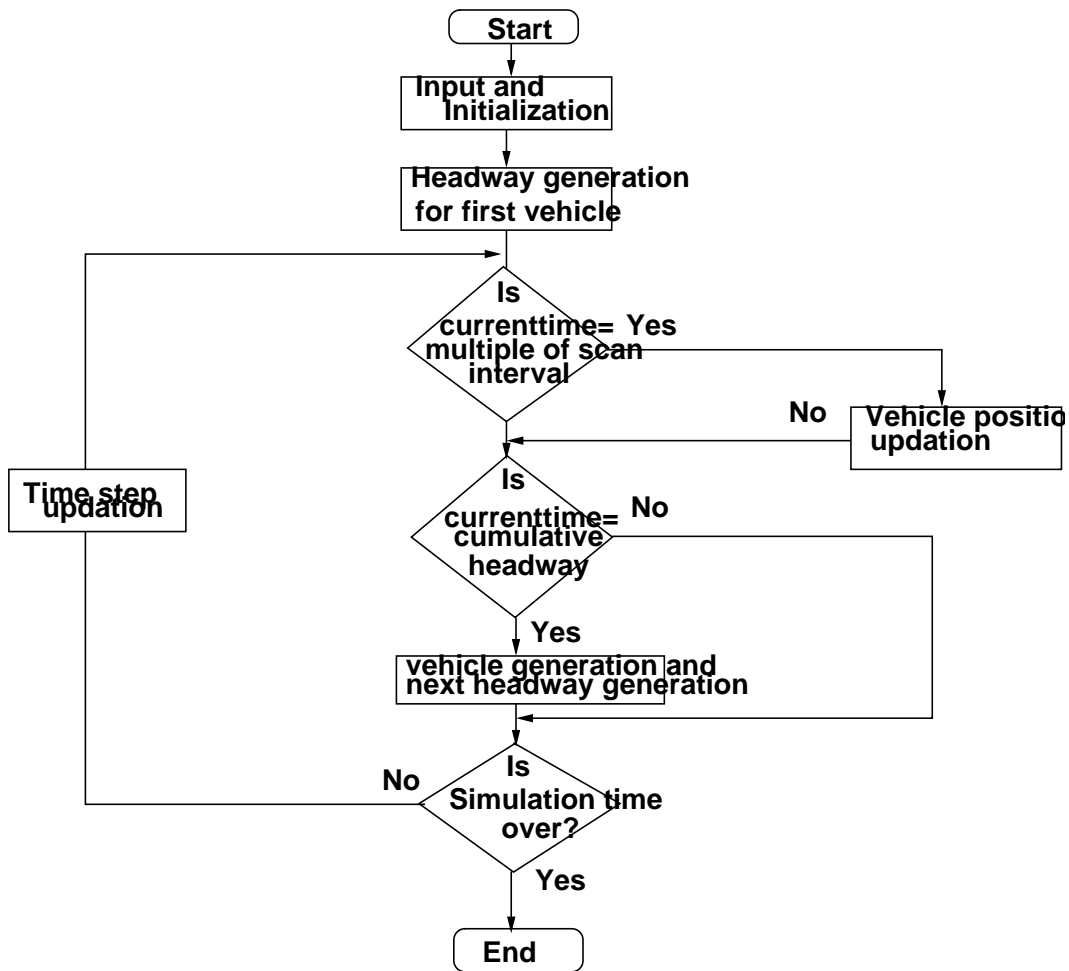 Start
Input and
Initialization
Headway generation
for first vehicle
Is
currenttime=
multiple of scan
interval
Yes
No
Vehicle positio
updation
Time step
updation
Is
currenttime=
cumulative
headway
No
Yes
vehicle generation and
next headway generation
No
Is
Simulation time
over?
Yes
End